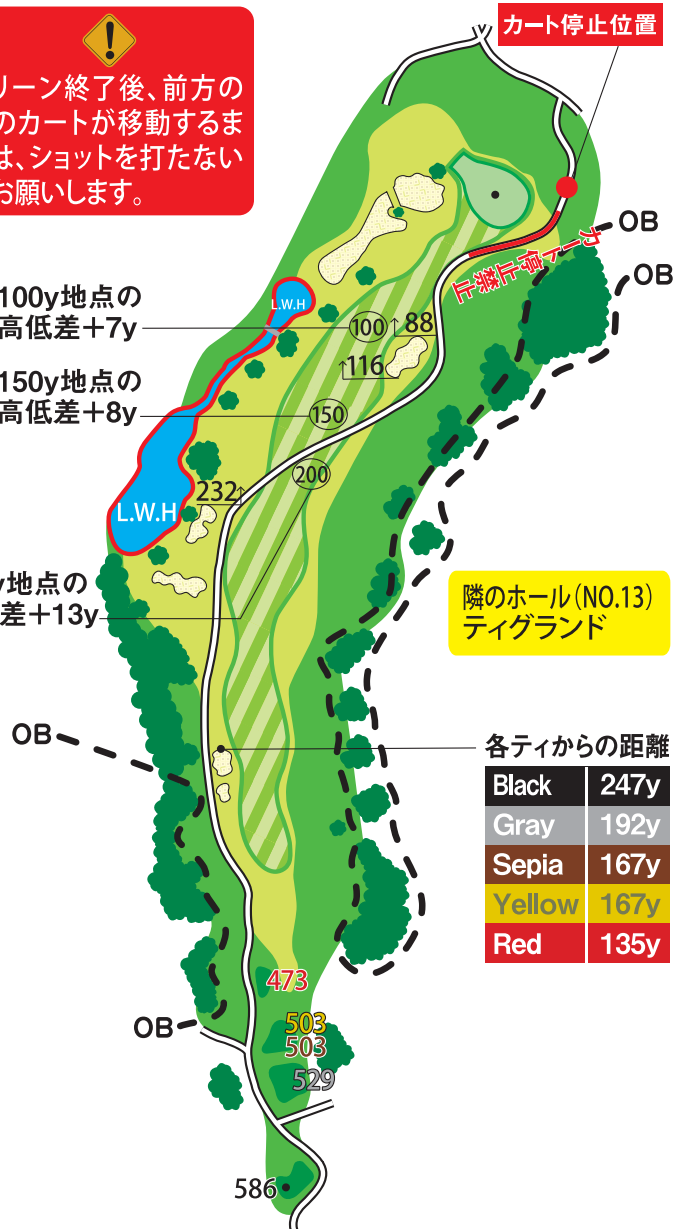 カート停止位置
!
リーン終了後、前方の
のカートが移動するま
は、ショットを打たない
お願いします。
OB
OB
カート停止禁止
L.W.H
100y地点の
高低差+7y
100
↑88
↑116
150y地点の
高低差+8y
150
200
232↑
L.W.H
y地点の
差+13y
隣のホール(NO.13)
ティグランド
OB
各ティからの距離
Black 247y
Gray 192y
Sepia 167y
Yellow 167y
Red 135y
473
503
503
529
OB
586